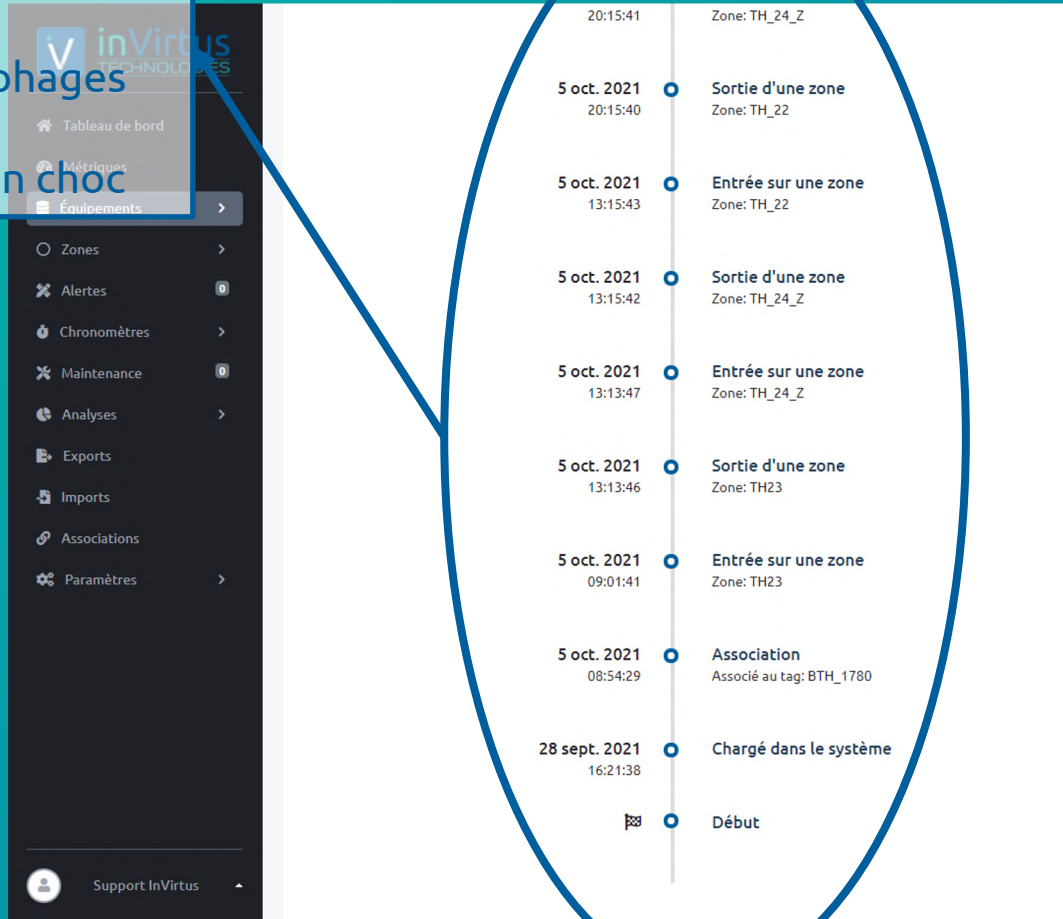 inVirtus
TECHNOLOGIES
phages
n choc
Tableau de bord
Métriques
Équipements
Zones
Alertes 0
Chronomètres
Maintenance 0
Analyses
Exports
Imports
Associations
Paramètres
Support InVirtus
20:15:41 Zone: TH_24_Z
5 oct. 2021 Sortie d'une zone
20:15:40 Zone: TH_22
5 oct. 2021 Entrée sur une zone
13:15:43 Zone: TH_22
5 oct. 2021 Sortie d'une zone
13:15:42 Zone: TH_24_Z
5 oct. 2021 Entrée sur une zone
13:13:47 Zone: TH_24_Z
5 oct. 2021 Sortie d'une zone
13:13:46 Zone: TH23
5 oct. 2021 Entrée sur une zone
09:01:41 Zone: TH23
5 oct. 2021 Association
08:54:29 Associé au tag: BTH_1780
28 sept. 2021 Chargé dans le système
16:21:38
Début